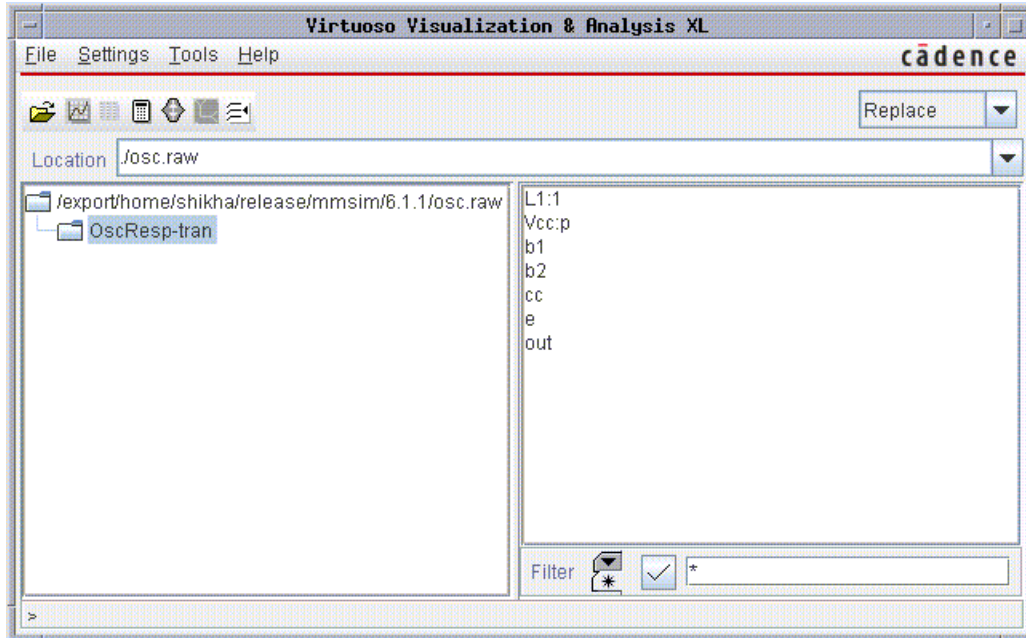 Virtuoso Visualization & Analysis XL
File Settings Tools Help
cādence
Replace
Location ./osc.raw
/export/home/shikha/release/mmsim/6.1.1/osc.raw
OscResp-tran
L1:1
Vcc:p
b1
b2
cc
e
out
Filter *
>